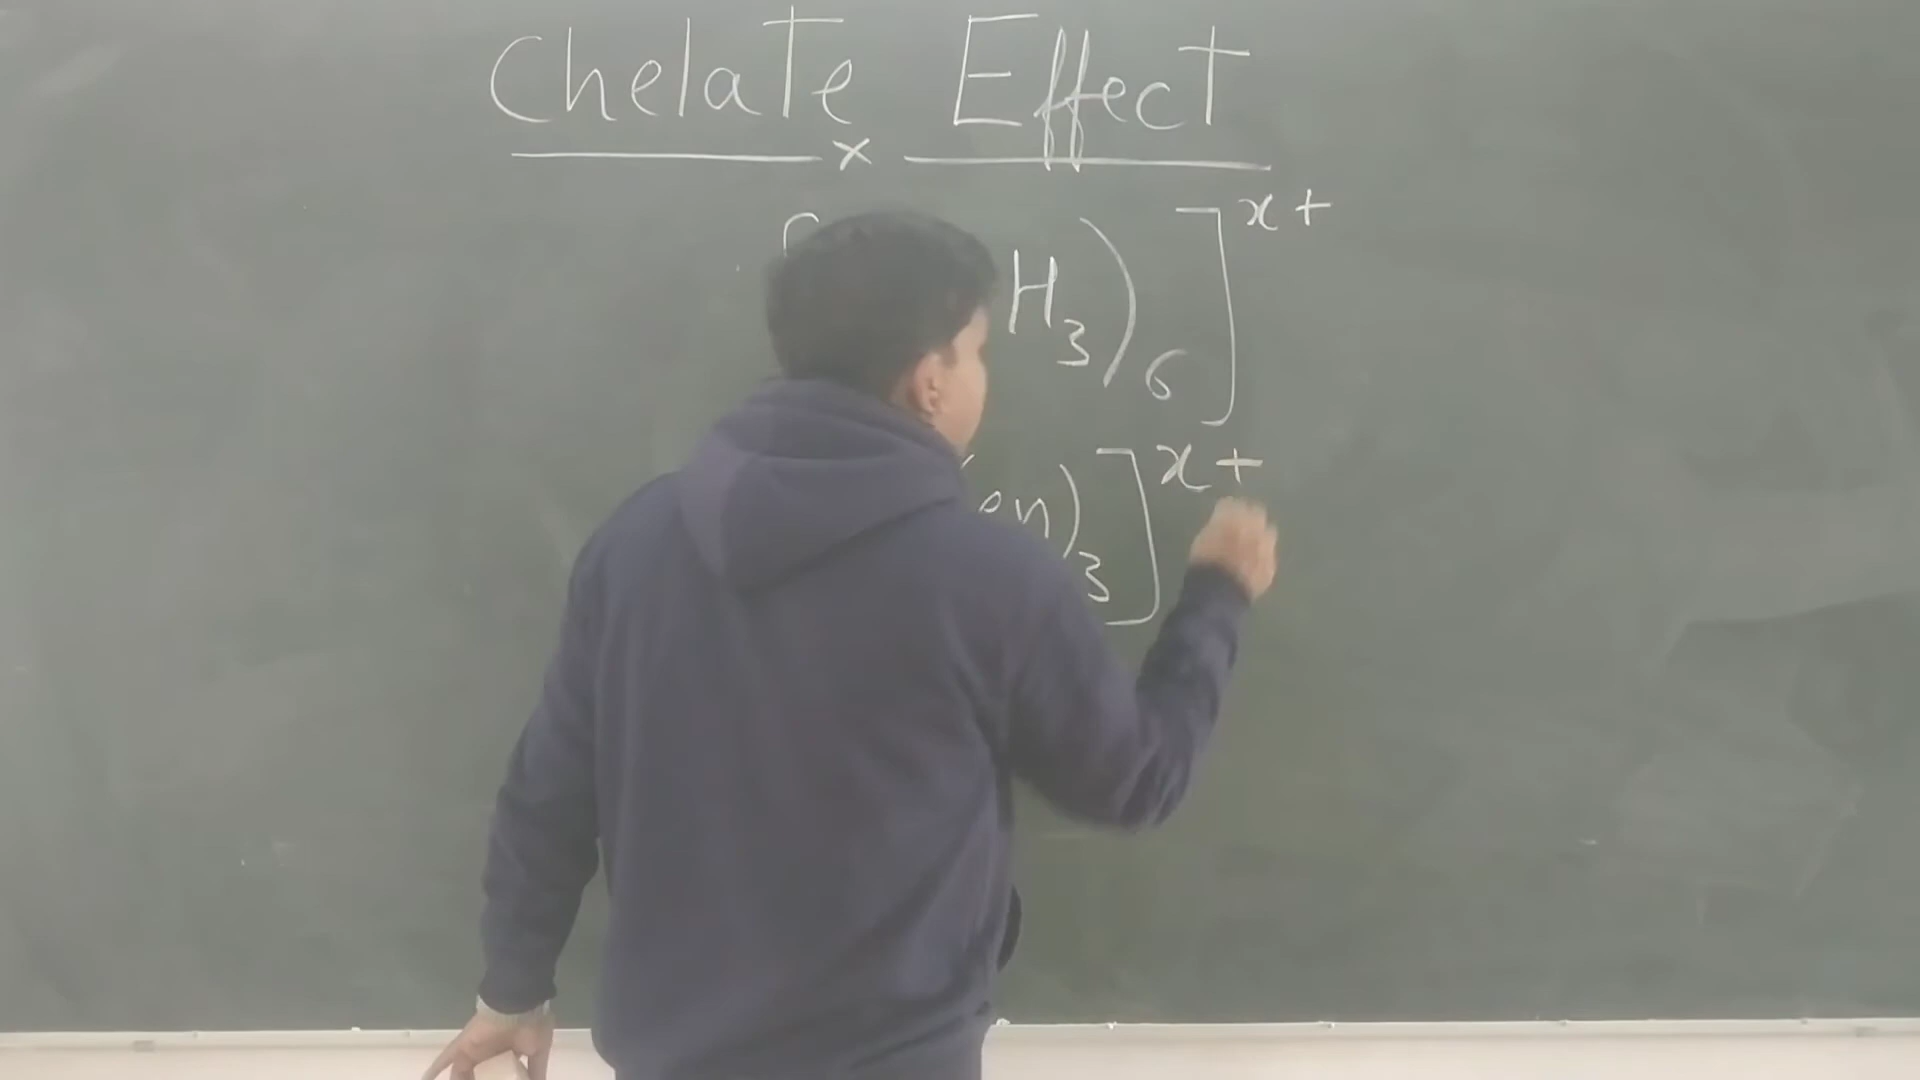 Chelate Effect
x
[ H3)6]x+
(en)3]x+